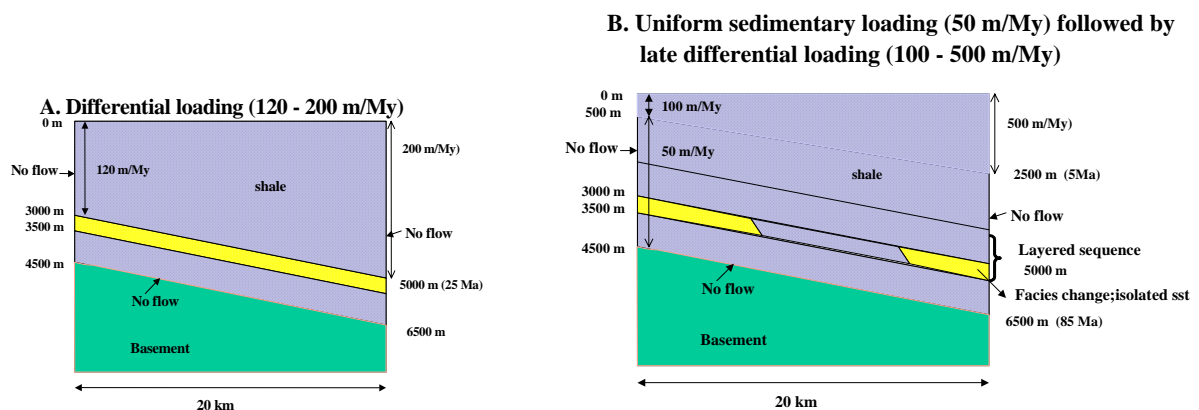 A. Differential loading (120 - 200 m/My)
0 m
200 m/My)
No flow
120 m/My
shale
3000 m
3500 m
No flow
4500 m
5000 m (25 Ma)
No flow
6500 m
Basement
20 km
B. Uniform sedimentary loading (50 m/My) followed by
late differential loading (100 - 500 m/My)
0 m
100 m/My
500 m
500 m/My)
No flow
50 m/My
shale
2500 m (5Ma)
3000 m
3500 m
No flow
Layered sequence
4500 m
5000 m
No flow
Facies change;isolated sst
6500 m (85 Ma)
Basement
20 km